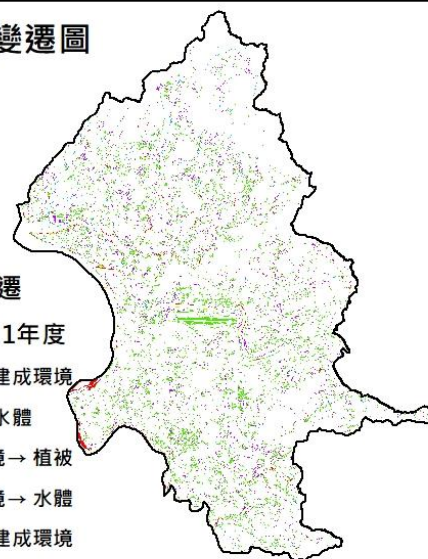 變遷圖
遷
1年度
建成環境
水體
境 → 植被
境 → 水體
建成環境